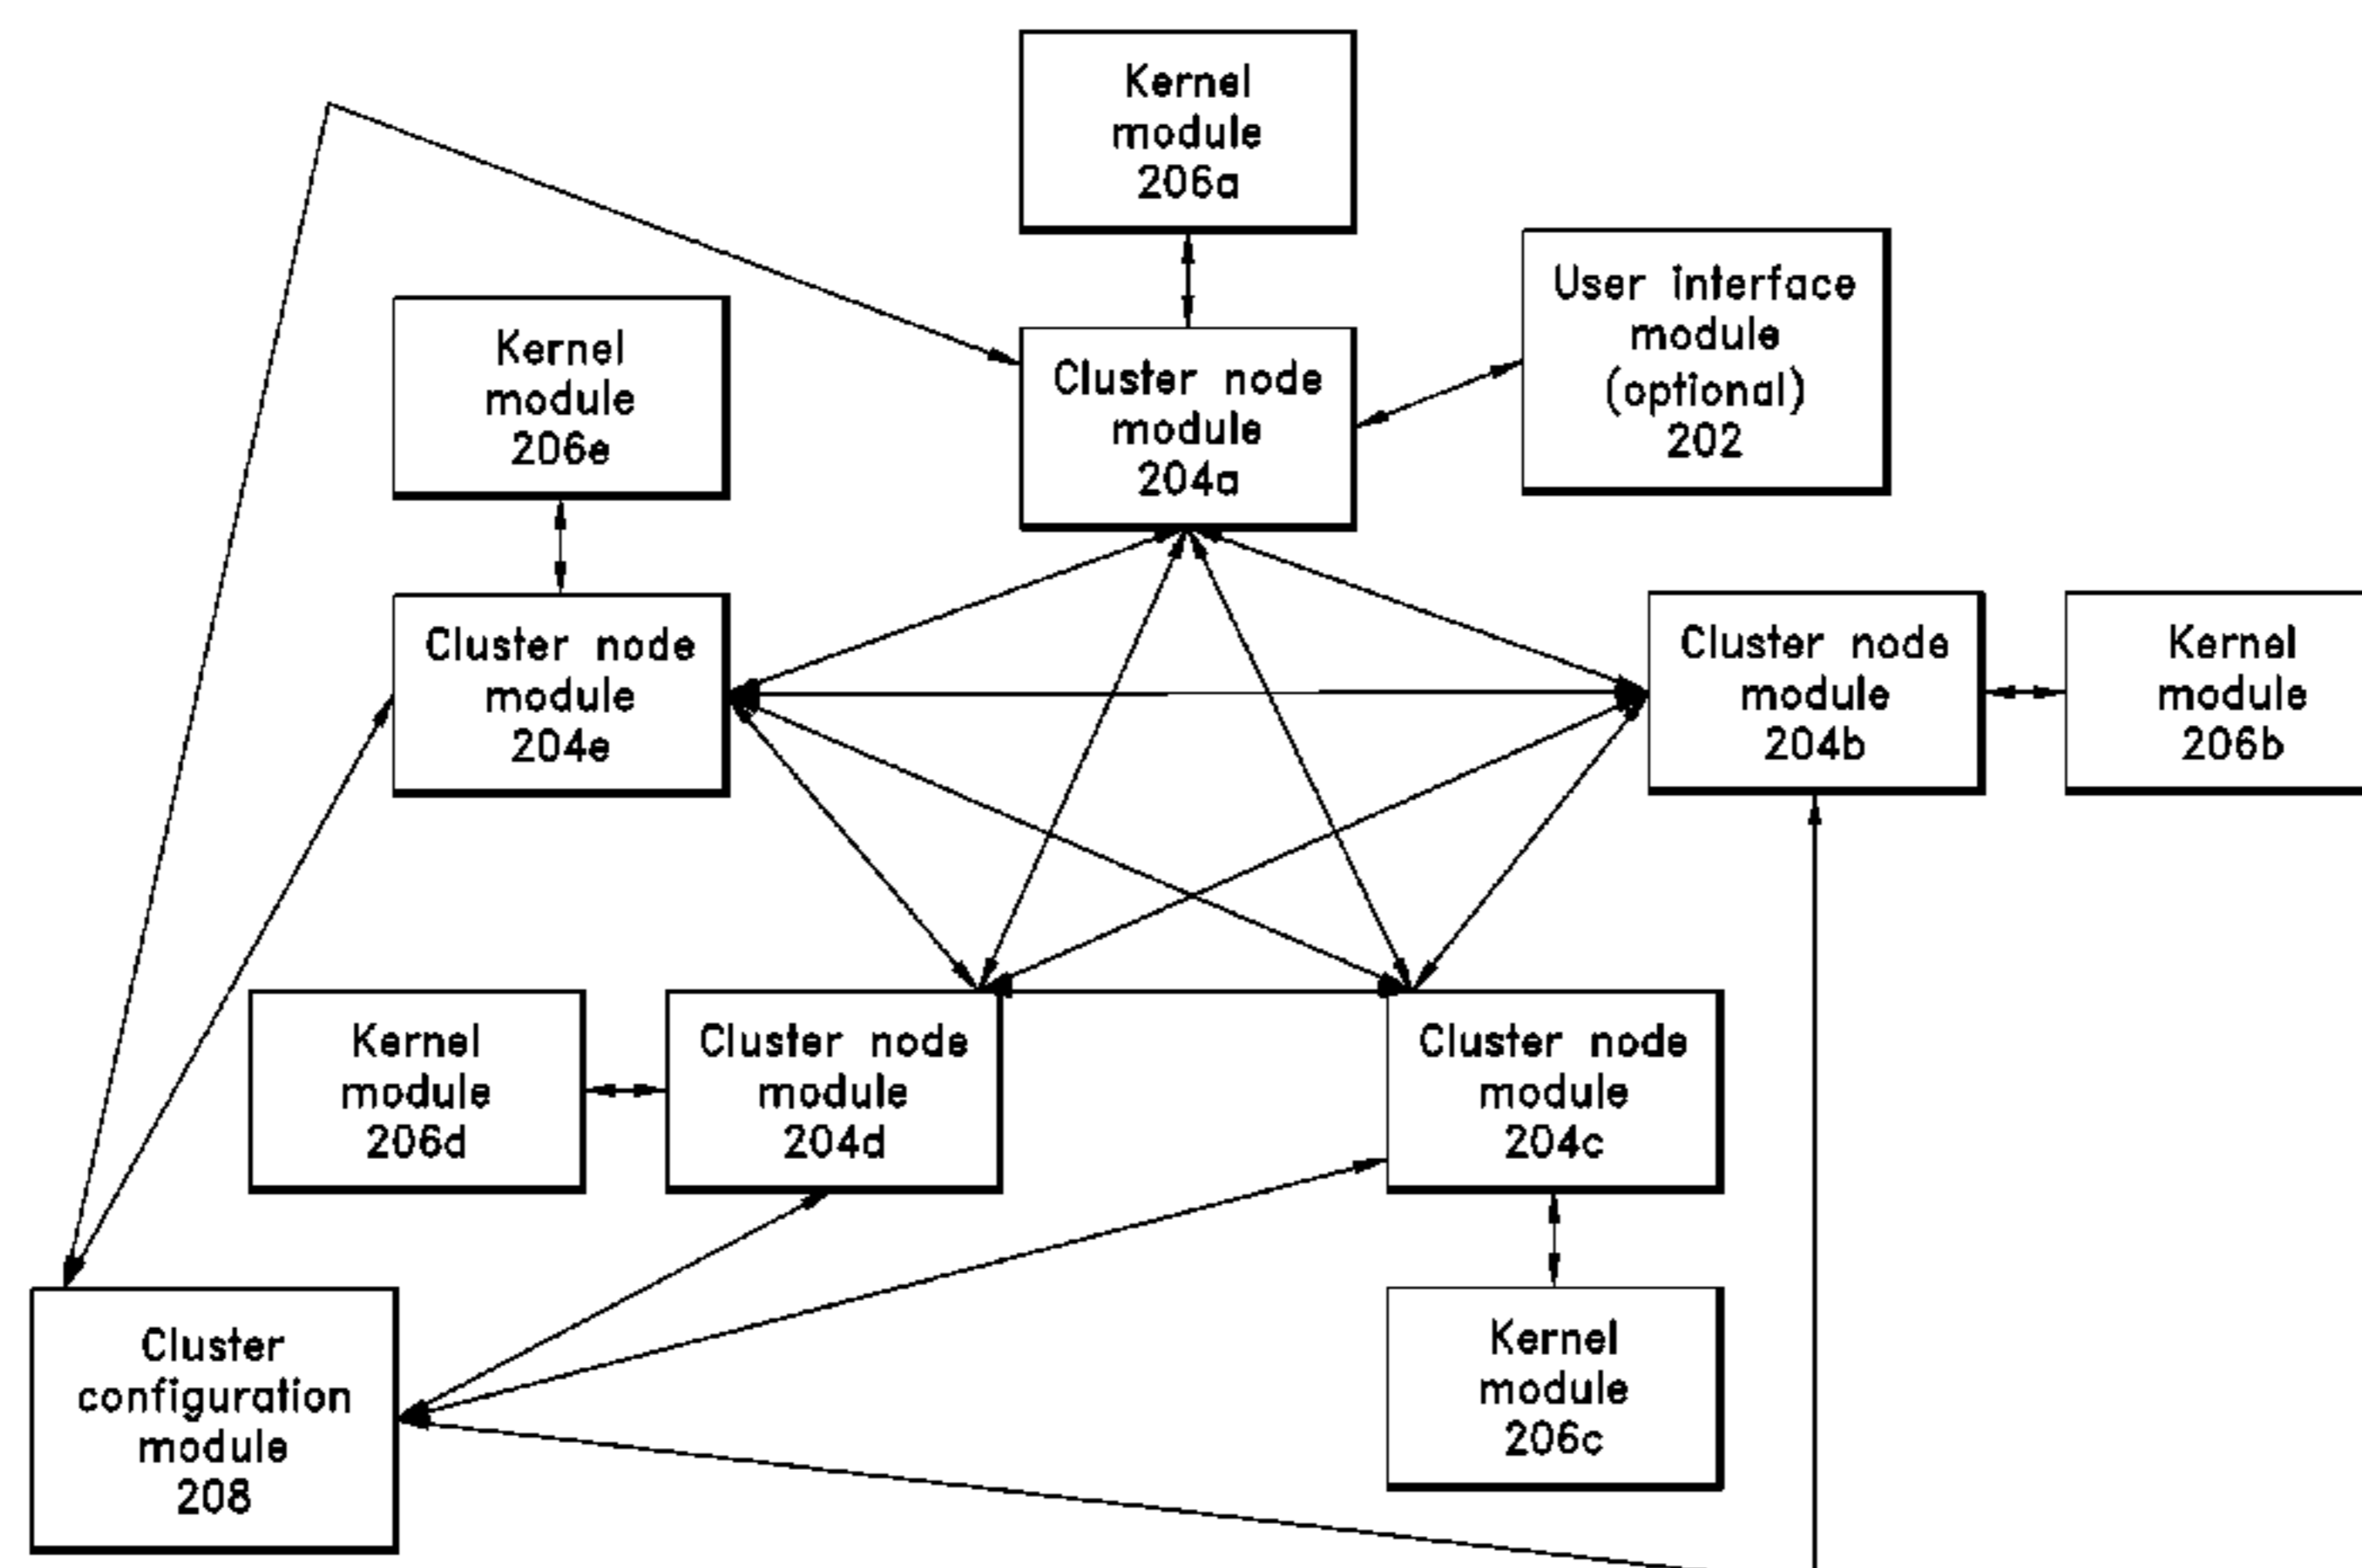 Kernel
module
206a
User interface
module
(optional)
202
Kernel
module
206e
Cluster node
module
204a
Cluster node
module
204e
Cluster node
module
204b
Kernel
module
206b
Kernel
module
206d
Cluster node
module
204d
Cluster node
module
204c
Cluster
configuration
module
208
Kernel
module
206c